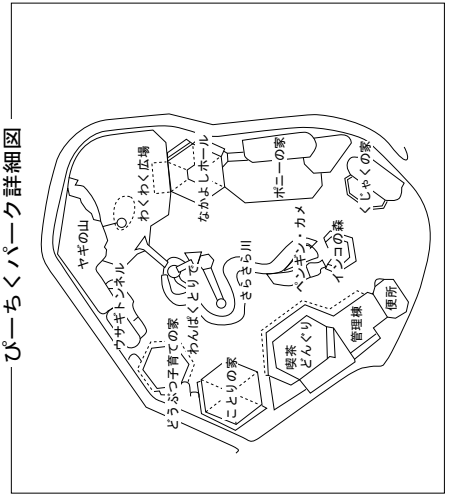 ぴーちくパーク詳細図
ヤギの山
わくわく広場
なかよしホール
ポニーの家
くじゃくの家
ウサギトンネル
わんぱくとりで
さらさら川
ペンギン・カメ
インコの森
どうぶつ子育ての家
ことりの家
喫茶
どんぐり
管理棟
便所